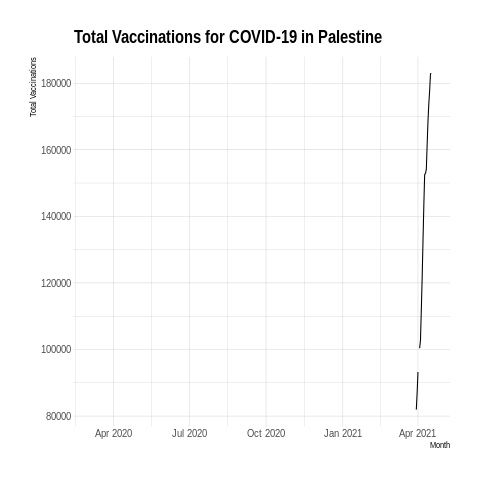 Total Vaccinations for COVID-19 in Palestine
Total Vaccinations
180000
160000
140000
120000
100000
80000
Apr 2020 Jul 2020 Oct 2020 Jan 2021 Apr 2021
Month